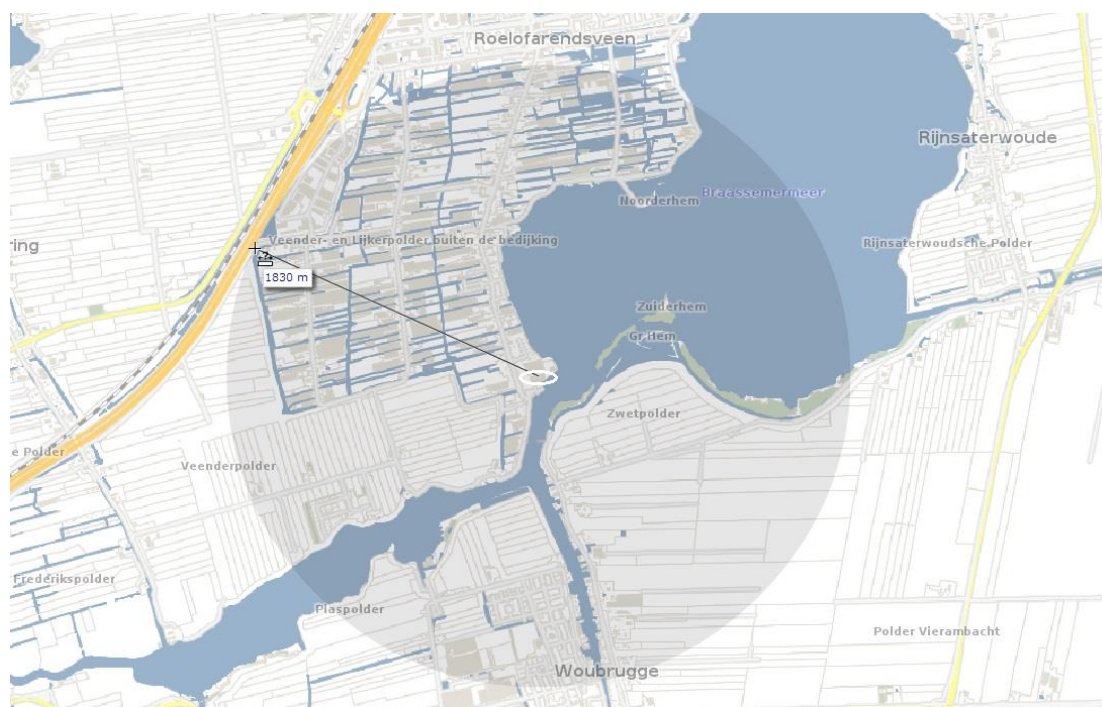 Roelofarendsveen
Rijnsaterwoude
Braassemermeer
Noorderhem
ring
Veender- en Lijkerpolder buiten de bedijking
Rijnsaterwoudsche Polder
1830 m
Zuiderhem
Gr Hem
Zwetpolder
e Polder
Veenderpolder
Frederikspolder
Plaspolder
Polder Vierambacht
Woubrugge